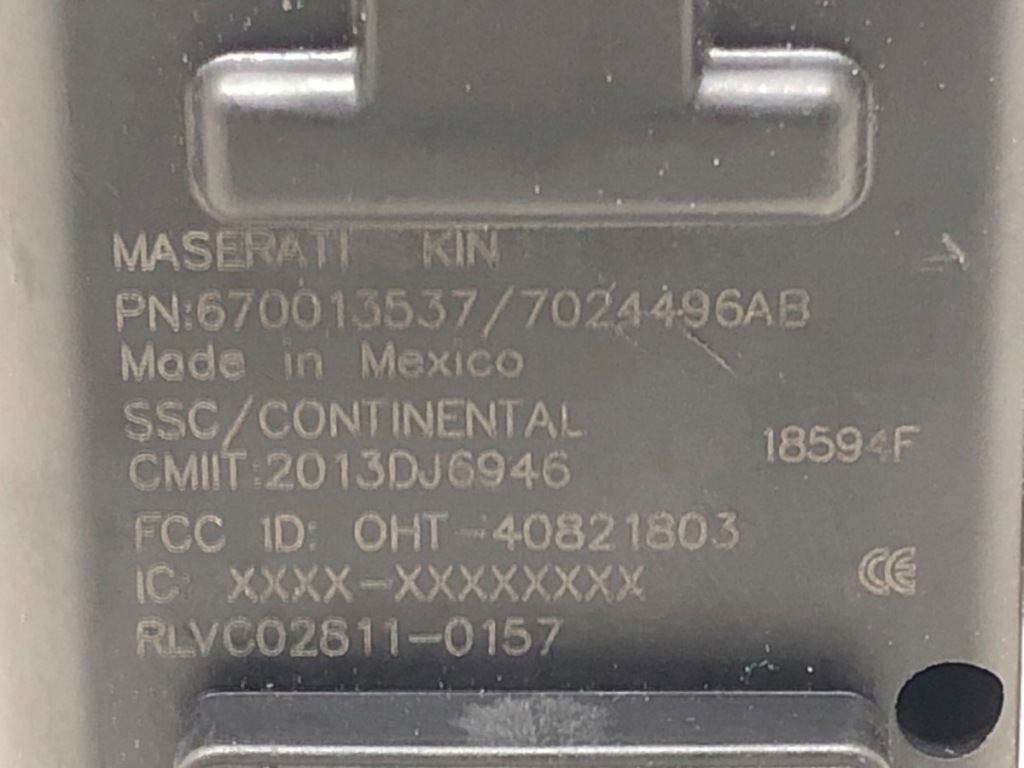 MASERATI KIN
PN:670013537/7024496AB
Made in Mexico
SSC/CONTINENTAL
18594F
CMIIT:2013DJ6946
FCC ID: OHT-40821803
IC: XXXX-XXXXXXXX
CCE
RLVC02811-0157